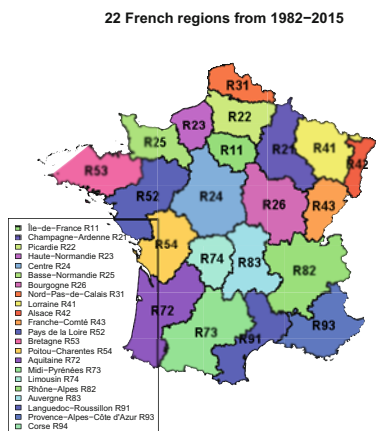 22 French regions from 1982−2015
R31
R22
R23
R25
R11
R21
R41
R42
R53
R52
R24
R26
R43
R54
R74
R83
R82
R72
R73
R91
R93
Île−de−France R11
Champagne−Ardenne R21
Picardie R22
Haute−Normandie R23
Centre R24
Basse−Normandie R25
Bourgogne R26
Nord−Pas−de−Calais R31
Lorraine R41
Alsace R42
Franche−Comté R43
Pays de la Loire R52
Bretagne R53
Poitou−Charentes R54
Aquitaine R72
Midi−Pyrénées R73
Limousin R74
Rhône−Alpes R82
Auvergne R83
Languedoc−Roussillon R91
Provence−Alpes−Côte d'Azur R93
Corse R94